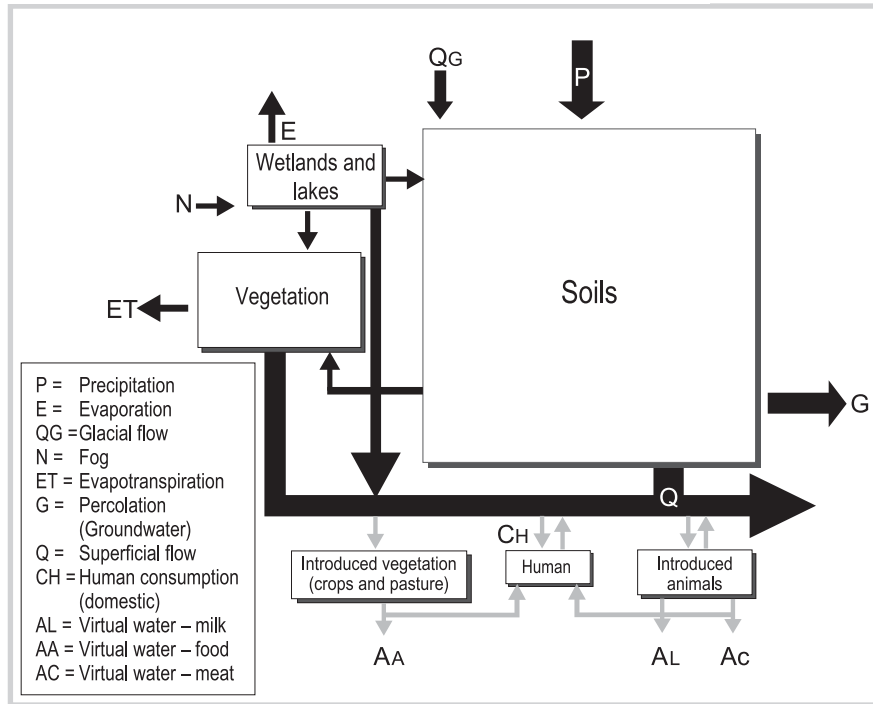 QG
P
E
Wetlands and
lakes
N
Vegetation
Soils
ET
G
P = Precipitation
E = Evaporation
QG = Glacial flow
N = Fog
ET = Evapotranspiration
G = Percolation
(Groundwater)
Q = Superficial flow
CH = Human consumption
(domestic)
AL = Virtual water – milk
AA = Virtual water – food
AC = Virtual water – meat
Q
CH
Introduced vegetation
(crops and pasture)
Human
Introduced
animals
AA
AL
AC